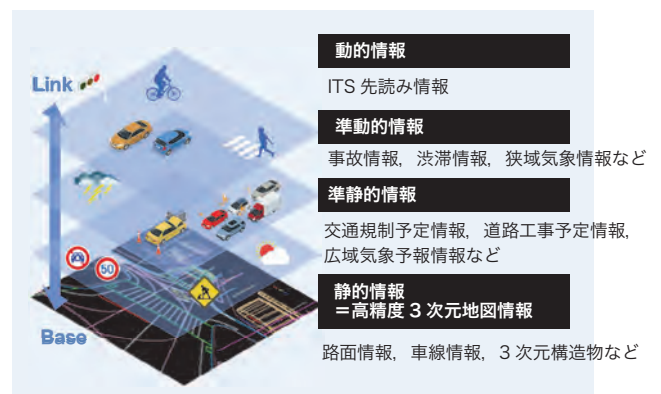 動的情報
Link
ITS 先読み情報
準動的情報
事故情報，渋滞情報，狭域気象情報など
準静的情報
交通規制予定情報，道路工事予定情報，
広域気象予報情報など
50
静的情報
＝高精度 3 次元地図情報
Base
路面情報，車線情報，3 次元構造物など